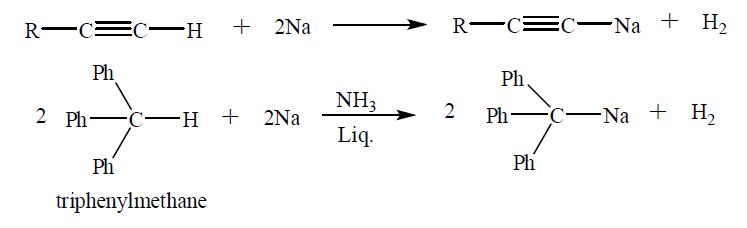 R—C≡C—H + 2Na ⟶ R—C≡C—Na + H₂
Ph Ph
2 Ph—C—H + 2Na NH₃ Liq. ⟶ 2 Ph—C—Na + H₂
Ph Ph
triphenylmethane